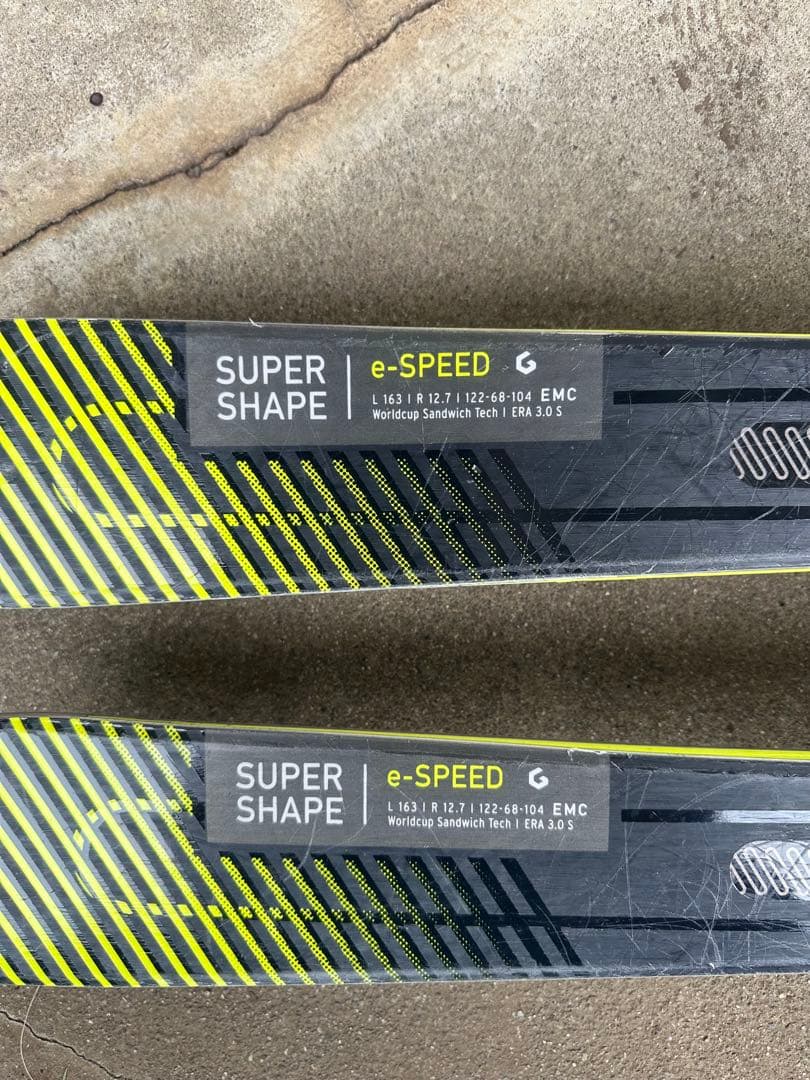 SUPER SHAPE
e-SPEED G
L 163 | R 12.7 | 122-68-104 EMC
Worldcup Sandwich Tech | ERA 3.0 S
SUPER SHAPE
e-SPEED G
L 163 | R 12.7 | 122-68-104 EMC
Worldcup Sandwich Tech | ERA 3.0 S